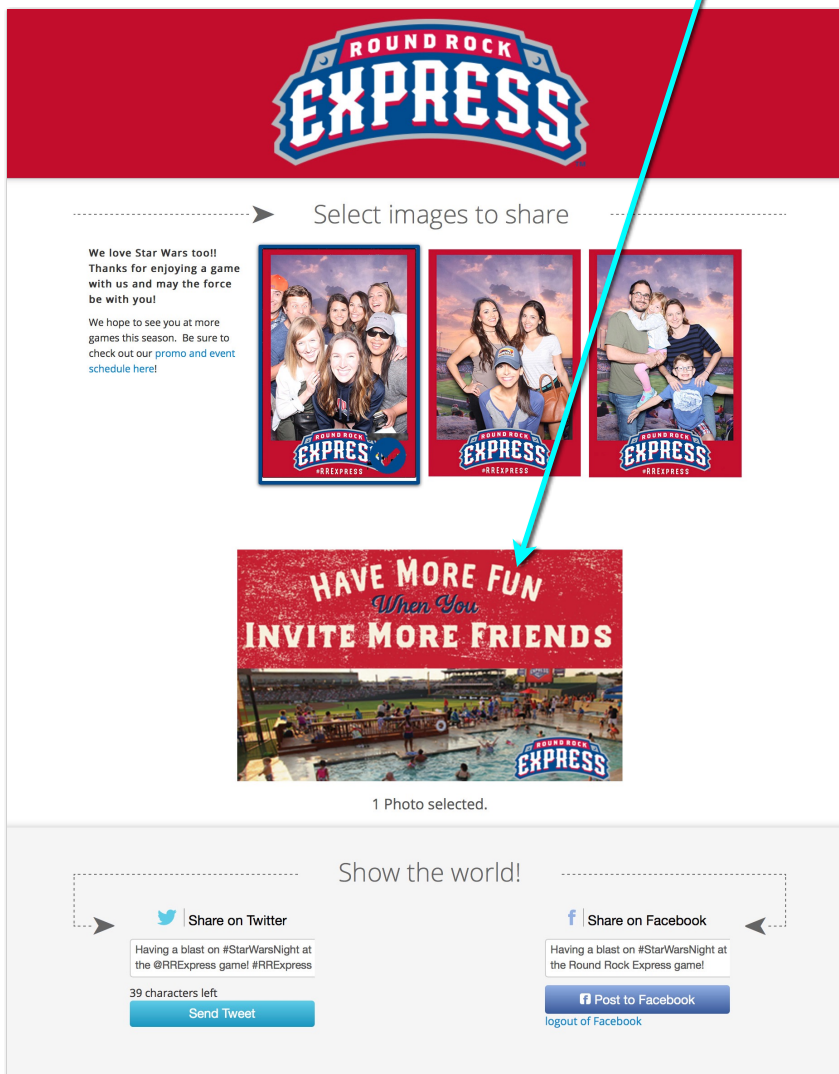 ROUND ROCK
EXPRESS
Select images to share
We love Star Wars too!!
Thanks for enjoying a game
with us and may the force
be with you!
We hope to see you at more
games this season. Be sure to
check out our promo and event
schedule here!
ROUND ROCK
EXPRESS
ROUND ROCK
EXPRESS
#RREXPRESS
ROUND ROCK
EXPRESS
#RREXPRESS
#RREXPRESS
HAVE MORE FUN
When You
INVITE MORE FRIENDS
ROUND ROCK
EXPRESS
1 Photo selected.
Show the world!
Share on Twitter
Having a blast on #StarWarsNight at
the @RRExpress game! #RRExpress
39 characters left
Send Tweet
f Share on Facebook
Having a blast on #StarWarsNight at
the Round Rock Express game!
f Post to Facebook
logout of Facebook